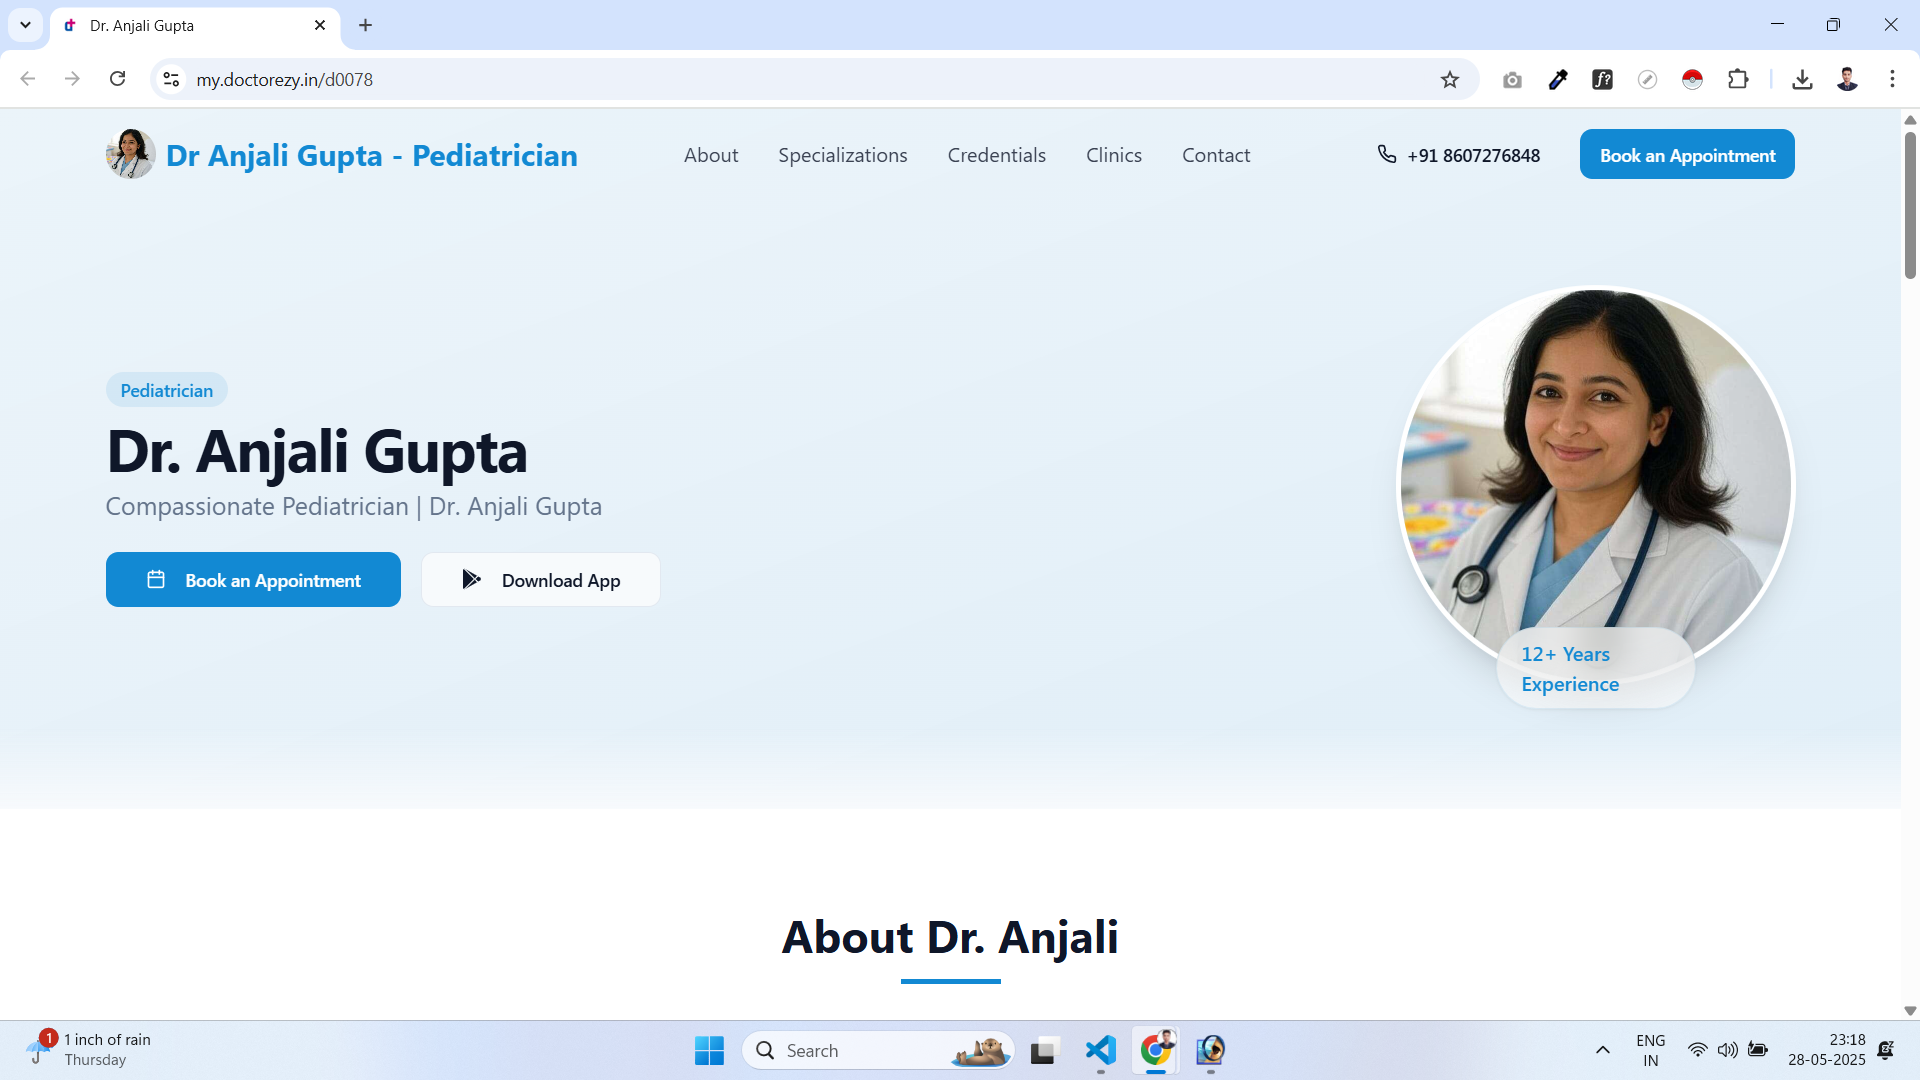 Dr. Anjali Gupta
my.doctorezy.in/d0078
f?
Dr Anjali Gupta - Pediatrician
About
Specializations
Credentials
Clinics
Contact
+91 8607276848
Book an Appointment
Pediatrician
Dr. Anjali Gupta
Compassionate Pediatrician | Dr. Anjali Gupta
Book an Appointment
Download App
12+ Years
Experience
About Dr. Anjali
1
1 inch of rain
Thursday
Search
ENG
IN
23:18
28-05-2025